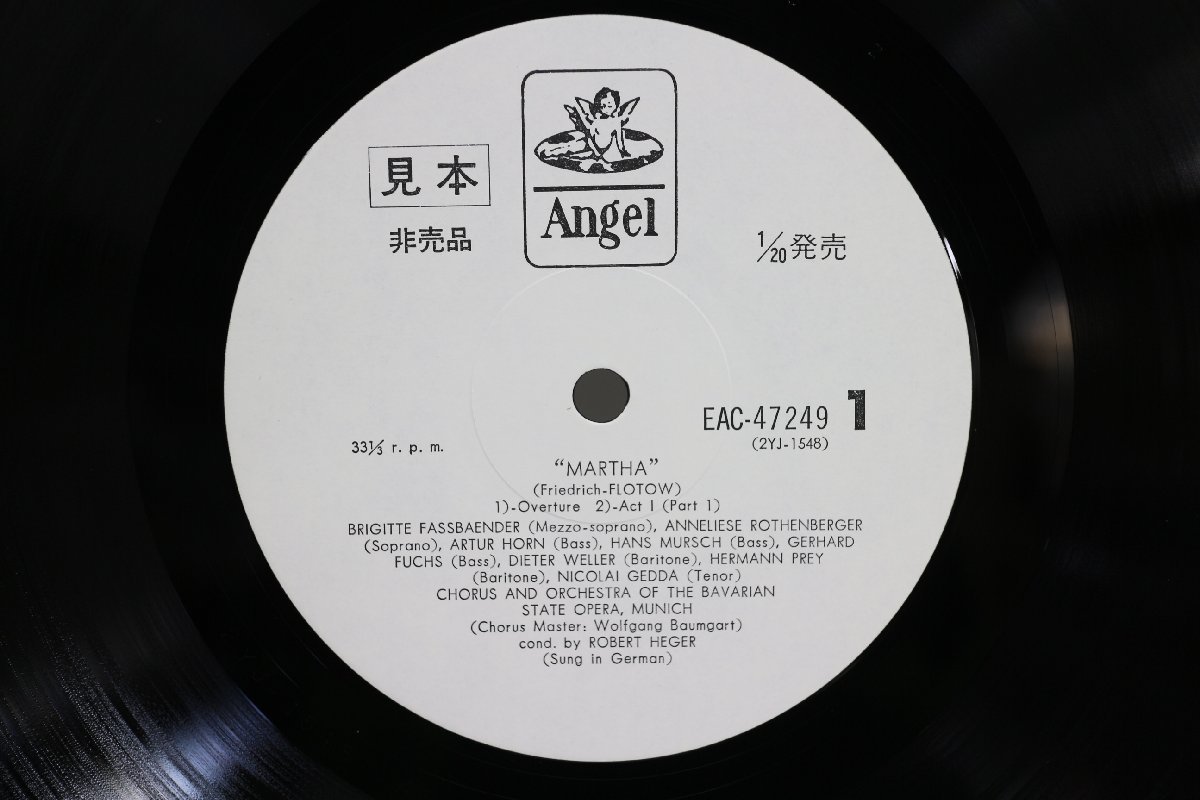 見本
非売品
Angel
1/20発売
EAC-47249 1
(2YJ-1548)
33⅓ r. p. m.
“MARTHA”
(Friedrich-FLOTOW)
1)-Overture 2)-Act I (Part 1)
BRIGITTE FASSBAENDER (Mezzo-soprano), ANNELIESE ROTHENBERGER
(Soprano), ARTUR HORN (Bass), HANS MURSCH (Bass), GERHARD
FUCHS (Bass), DIETER WELLER (Baritone), HERMANN PREY
(Baritone), NICOLAI GEDDA (Tenor)
CHORUS AND ORCHESTRA OF THE BAVARIAN
STATE OPERA, MUNICH
(Chorus Master: Wolfgang Baumgart)
cond. by ROBERT HEGER
(Sung in German)